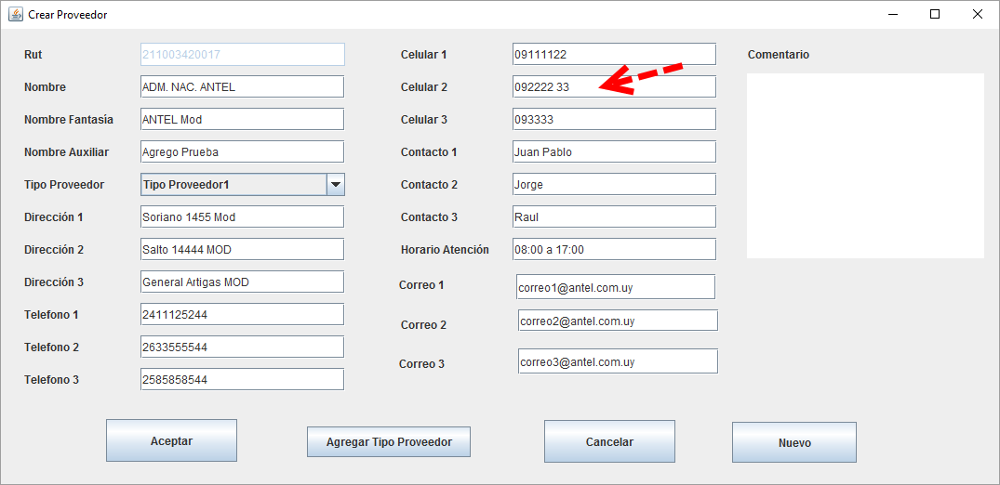 Crear Proveedor
Rut 211003420017
Nombre ADM. NAC. ANTEL
Nombre Fantasía ANTEL Mod
Nombre Auxiliar Agrego Prueba
Tipo Proveedor Tipo Proveedor1
Dirección 1 Soriano 1455 Mod
Dirección 2 Salto 14444 MOD
Dirección 3 General Artigas MOD
Telefono 1 2411125244
Telefono 2 2633555544
Telefono 3 2585858544
Celular 1 09111122
Celular 2 092222 33
Celular 3 093333
Contacto 1 Juan Pablo
Contacto 2 Jorge
Contacto 3 Raul
Horario Atención 08:00 a 17:00
Correo 1 correo1@antel.com.uy
Correo 2 correo2@antel.com.uy
Correo 3 correo3@antel.com.uy
Comentario
Aceptar
Agregar Tipo Proveedor
Cancelar
Nuevo